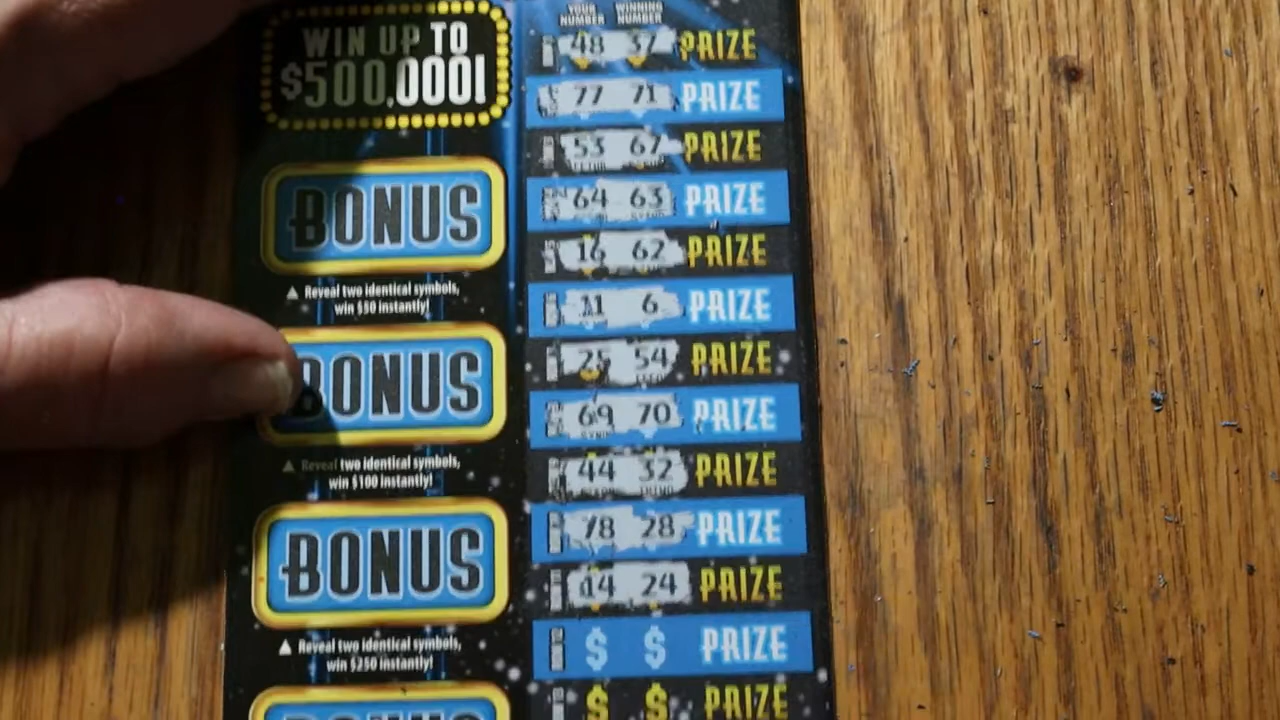 WIN UP TO
$500,000!
BONUS
Reveal two identical symbols,
win $50 instantly!
BONUS
Reveal two identical symbols,
win $100 instantly!
BONUS
Reveal two identical symbols,
win $250 instantly!
BONUS
YOUR NUMBER WINNING NUMBER
48 37 PRIZE
77 71 PRIZE
53 67 PRIZE
64 63 PRIZE
16 62 PRIZE
11 6 PRIZE
25 54 PRIZE
69 70 PRIZE
44 32 PRIZE
78 28 PRIZE
14 24 PRIZE
$ $ PRIZE
$ $ PRIZE